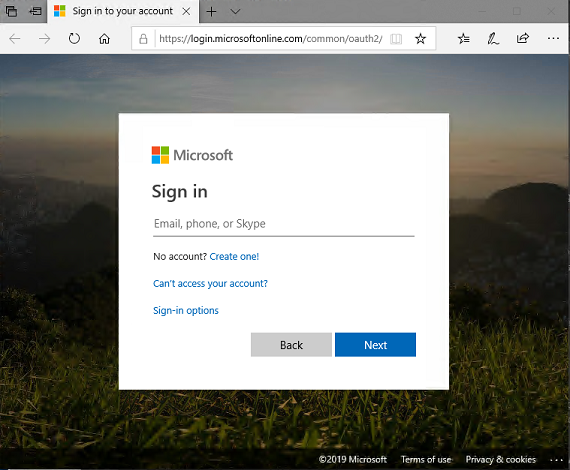 Sign in to your account
https://login.microsoftonline.com/common/oauth2/
Microsoft
Sign in
Email, phone, or Skype
No account? Create one!
Can't access your account?
Sign-in options
Back Next
©2019 Microsoft Terms of use Privacy & cookies ...